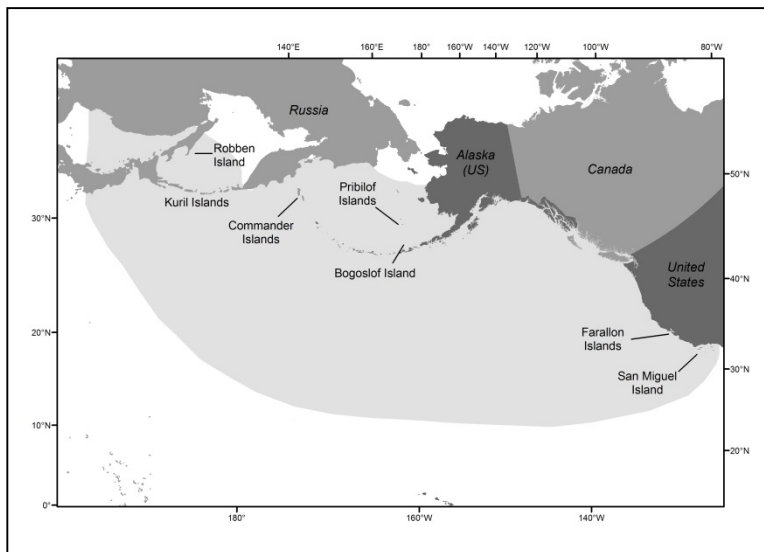 140°E 160°E 180° 160°W 140°W 120°W 100°W 80°W
Russia
Robben
Island
Alaska
(US)
Canada
50°N
Pribilof
Islands
Kuril Islands
30°N
Commander
Islands
Bogoslof Island
United
States
40°N
20°N
Farallon
Islands
30°N
San Miguel
Island
10°N
20°N
0°
180° 160°W 140°W